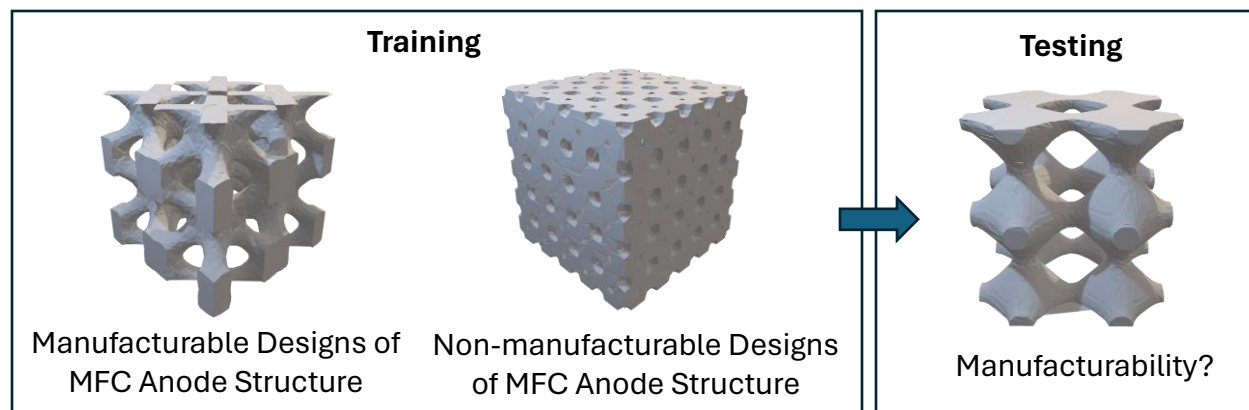 Training
Manufacturable Designs of
MFC Anode Structure
Non-manufacturable Designs
of MFC Anode Structure
Testing
Manufacturability?